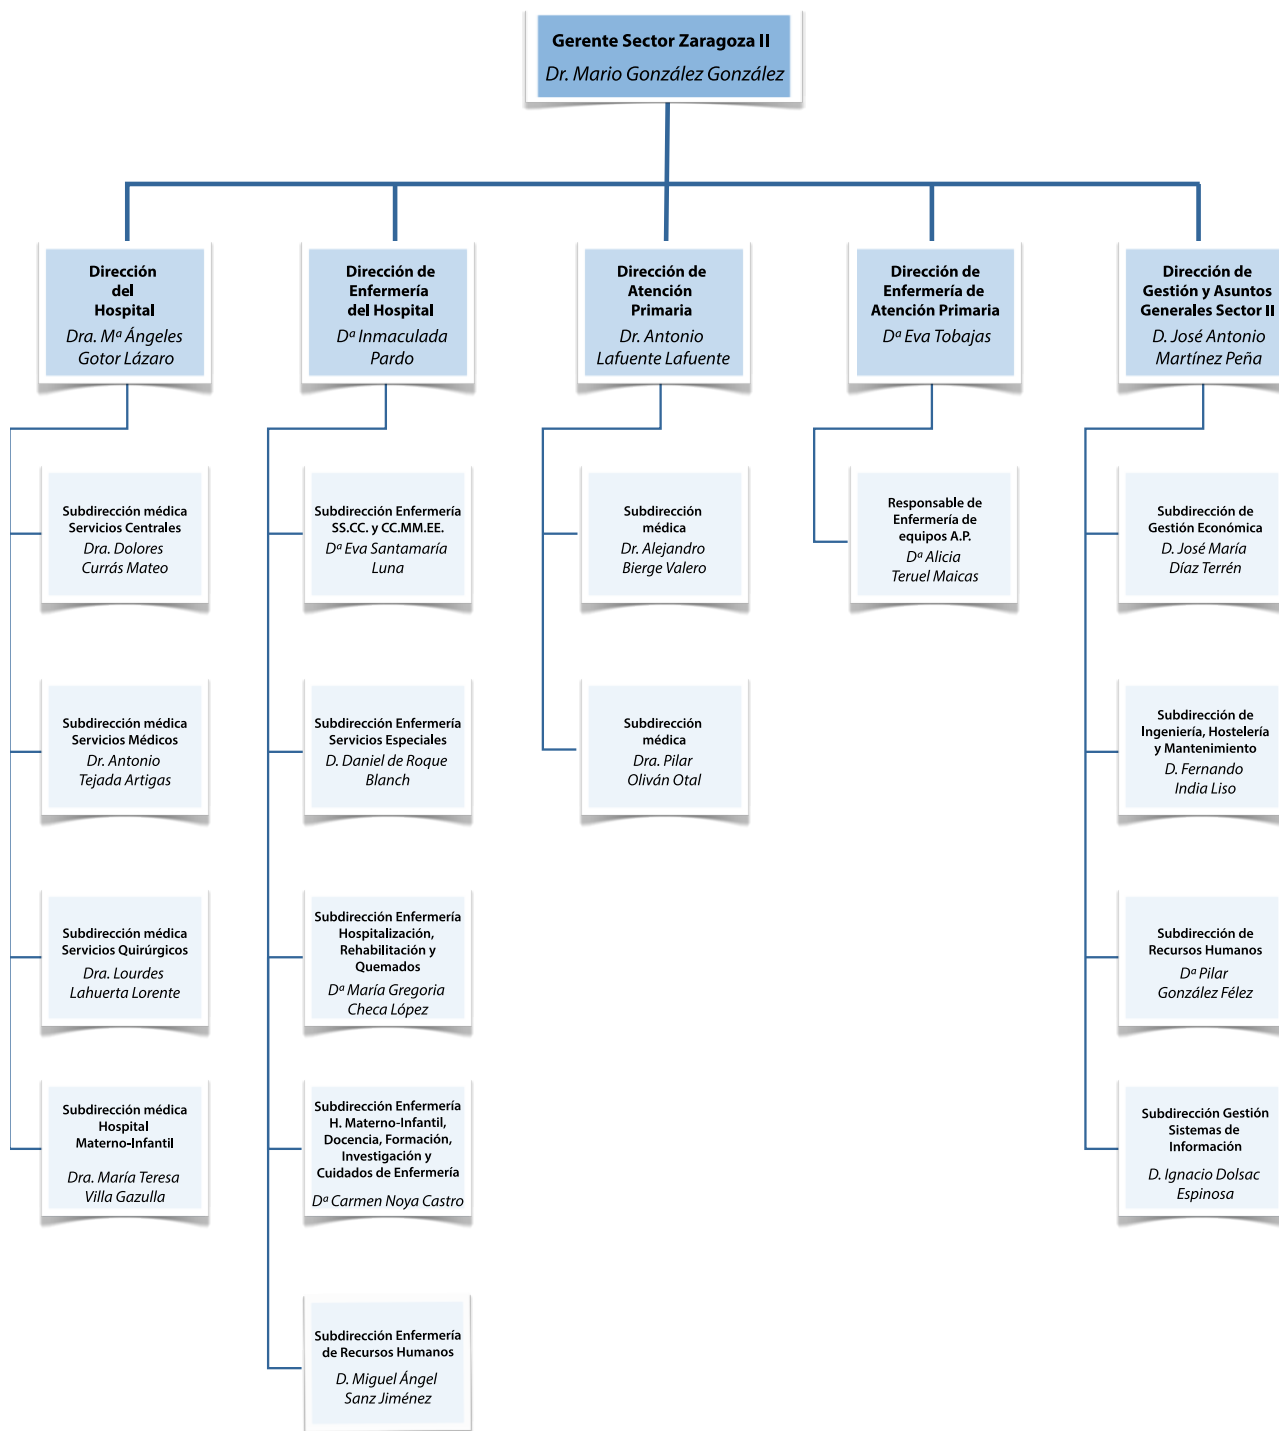 Gerente Sector Zaragoza II
Dr. Mario González González
Dirección
del
Hospital
Dra. Mª Ángeles
Gotor Lázaro
Dirección de
Enfermería
del Hospital
Dª Inmaculada
Pardo
Dirección de
Atención
Primaria
Dr. Antonio
Lafuente Lafuente
Dirección de
Enfermería de
Atención Primaria
Dª Eva Tobajas
Dirección de
Gestión y Asuntos
Generales Sector II
D. José Antonio
Martínez Peña
Subdirección médica
Servicios Centrales
Dra. Dolores
Currás Mateo
Subdirección médica
Servicios Médicos
Dr. Antonio
Tejada Artigas
Subdirección médica
Servicios Quirúrgicos
Dra. Lourdes
Lahuerta Lorente
Subdirección médica
Hospital
Materno-Infantil
Dra. María Teresa
Villa Gazulla
Subdirección Enfermería
SS.CC. y CC.MM.EE.
Dª Eva Santamaría
Luna
Subdirección Enfermería
Servicios Especiales
D. Daniel de Roque
Blanch
Subdirección Enfermería
Hospitalización,
Rehabilitación y
Quemados
Dª María Gregoria
Checa López
Subdirección Enfermería
H. Materno-Infantil,
Docencia, Formación,
Investigación y
Cuidados de Enfermería
Dª Carmen Noya Castro
Subdirección Enfermería
de Recursos Humanos
D. Miguel Ángel
Sanz Jiménez
Subdirección
médica
Dr. Alejandro
Bierge Valero
Subdirección
médica
Dra. Pilar
Oliván Otal
Responsable de
Enfermería de
equipos A.P.
Dª Alicia
Teruel Maicas
Subdirección de
Gestión Económica
D. José María
Díaz Terrén
Subdirección de
Ingeniería, Hostelería
y Mantenimiento
D. Fernando
India Liso
Subdirección de
Recursos Humanos
Dª Pilar
González Félez
Subdirección Gestión
Sistemas de
Información
D. Ignacio Dolsac
Espinosa